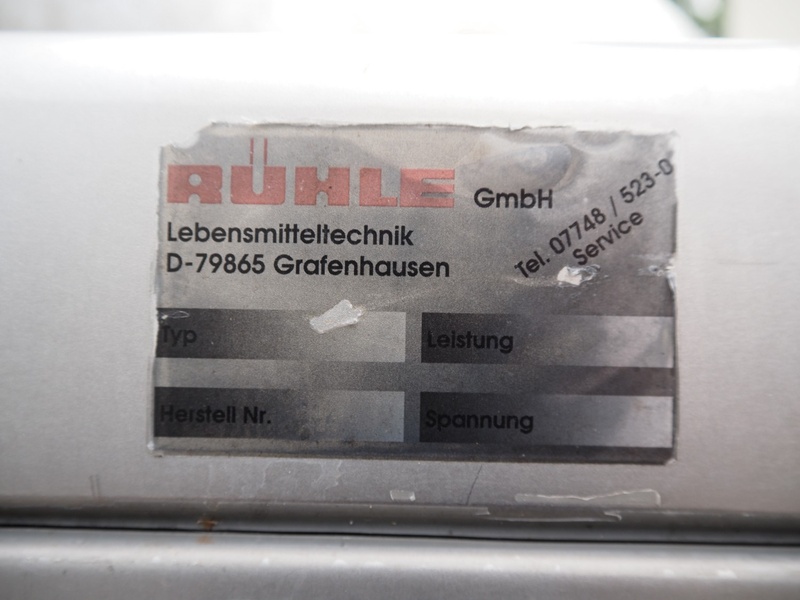 RÜHLE GmbH
Lebensmitteltechnik
D-79865 Grafenhausen
Tel. 07748 / 523-0
Service
Typ
Leistung
Herstell Nr.
Spannung